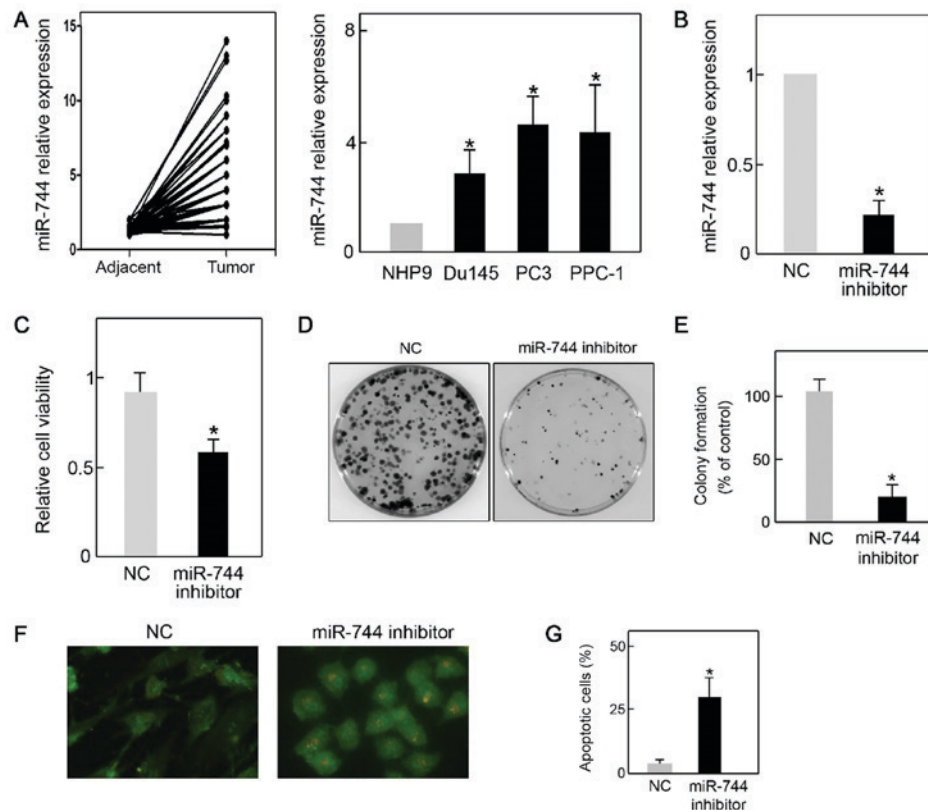 A
miR-744 relative expression
15
10
5
1
Adjacent
Tumor
miR-744 relative expression
8
4
0
*
*
*
NHP9
Du145
PC3
PPC-1
B
miR-744 relative expression
1
0.5
0
*
NC
miR-744
inhibitor
C
Relative cell viability
1
0.5
0
*
NC
miR-744
inhibitor
D
NC
miR-744 inhibitor
E
Colony formation
(% of control)
100
50
0
*
NC
miR-744
inhibitor
F
NC
miR-744 inhibitor
G
Apoptotic cells (%)
50
25
0
*
NC
miR-744
inhibitor